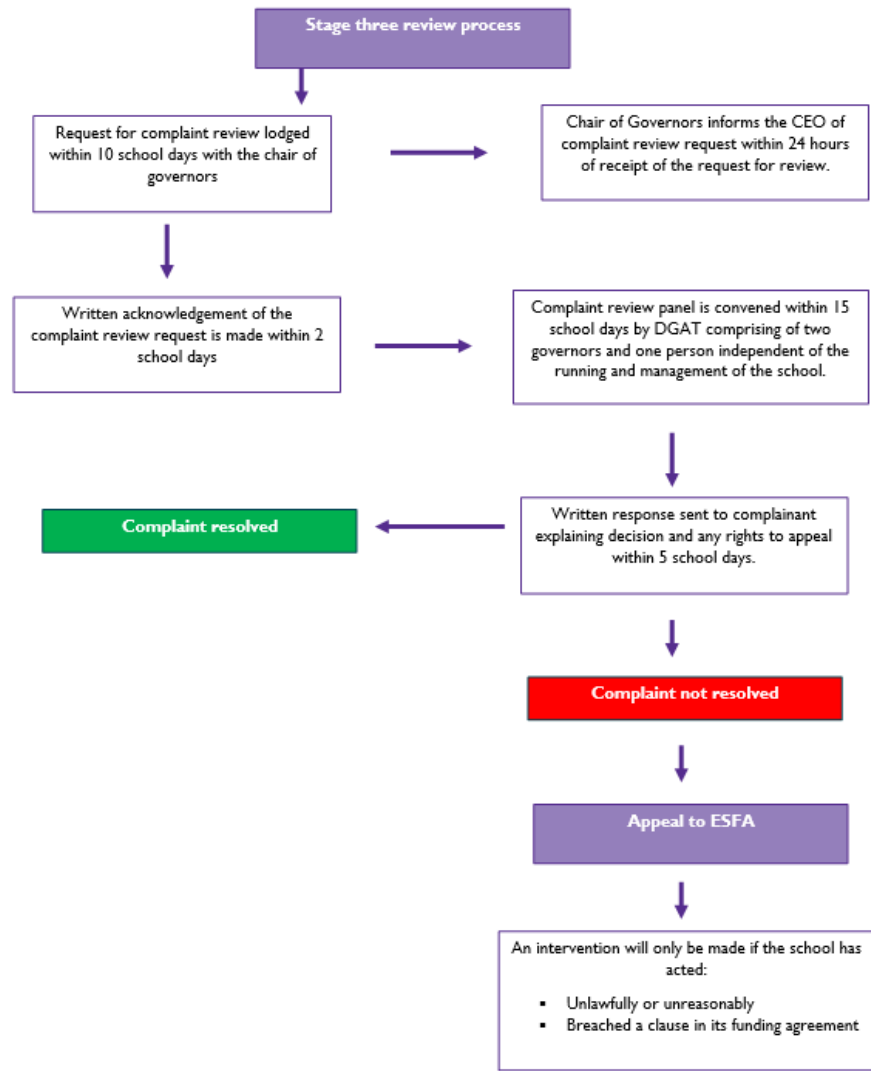 Stage three review process
Request for complaint review lodged
within 10 school days with the chair of
governors
Chair of Governors informs the CEO of
complaint review request within 24 hours
of receipt of the request for review.
Written acknowledgement of the
complaint review request is made within 2
school days
Complaint review panel is convened within 15
school days by DGAT comprising of two
governors and one person independent of the
running and management of the school.
Complaint resolved
Written response sent to complainant
explaining decision and any rights to appeal
within 5 school days.
Complaint not resolved
Appeal to ESFA
An intervention will only be made if the school has
acted:
▪ Unlawfully or unreasonably
▪ Breached a clause in its funding agreement